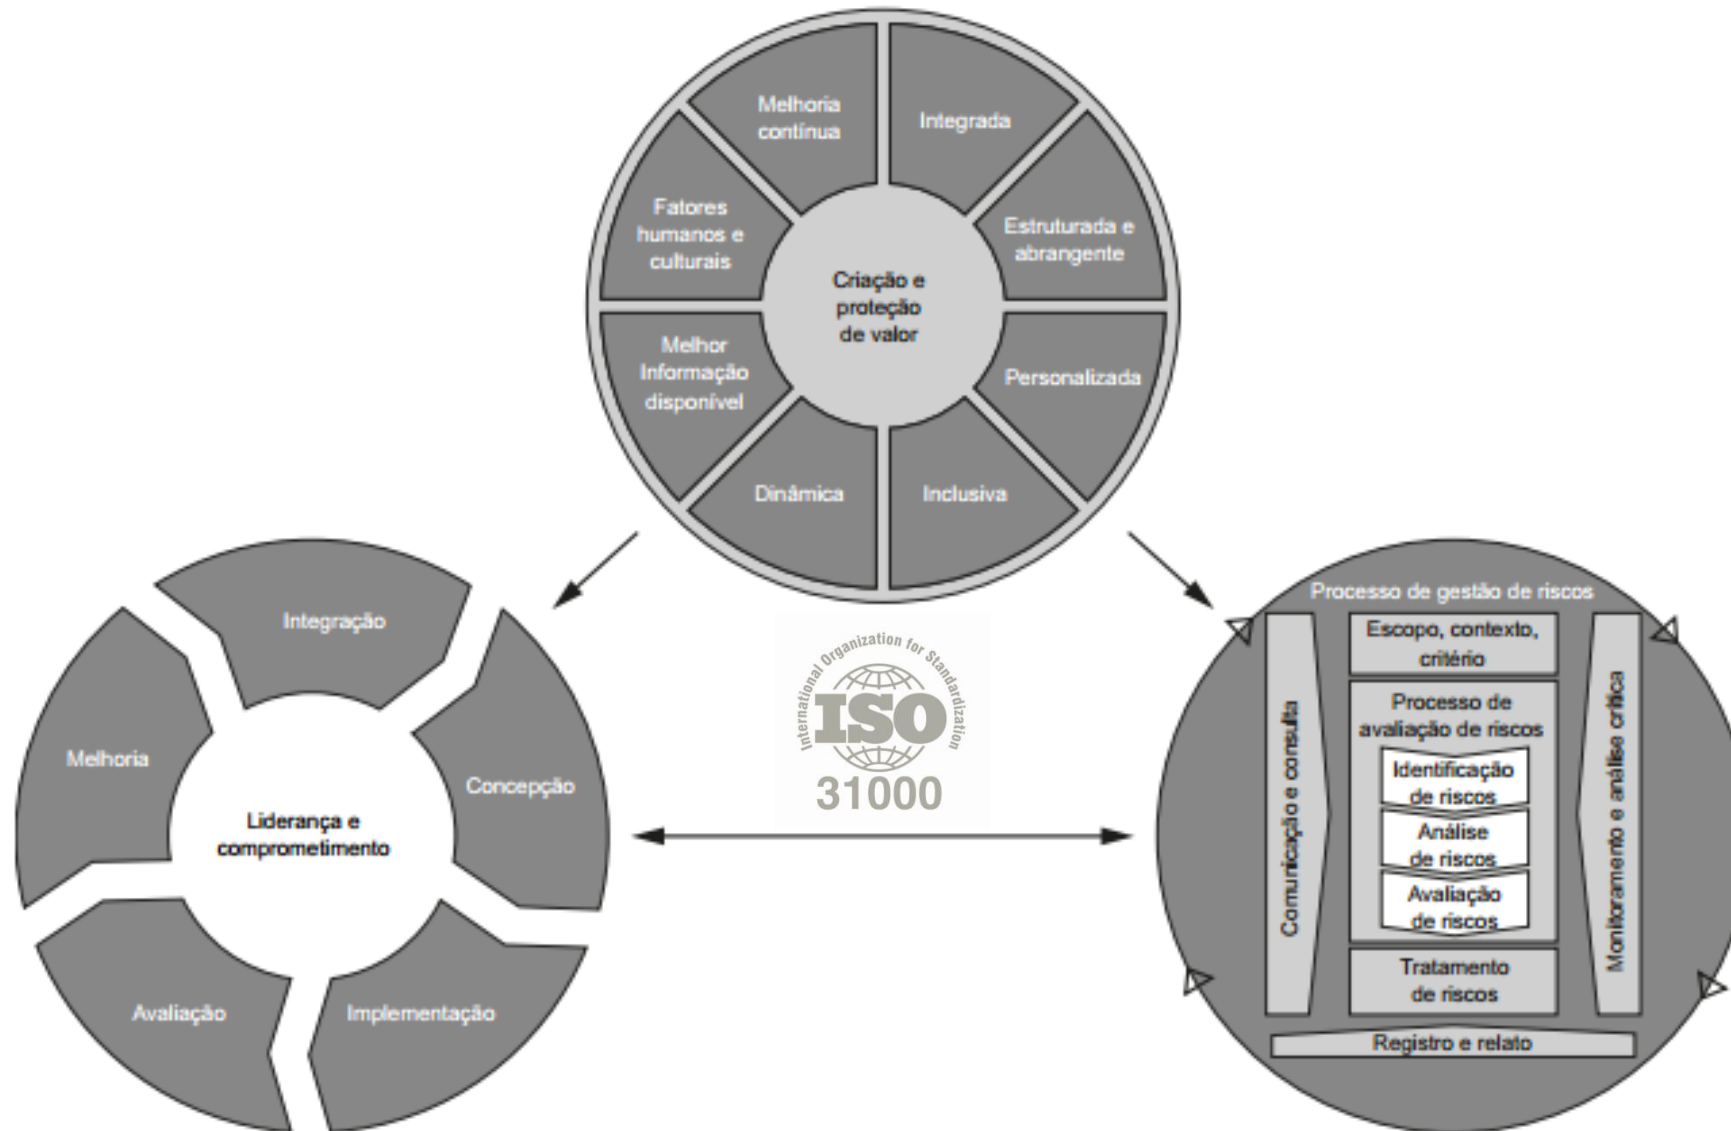 Melhoria
contínua
Integrada
Fatores
humanos e
culturais
Estruturada e
abrangente
Criação e
proteção
de valor
Melhor
Informação
disponível
Personalizada
Dinâmica
Inclusiva
Integração
Melhoria
Concepção
Liderança e
comprometimento
Avaliação
Implementação
International Organization for Standardization
ISO
31000
Processo de gestão de riscos
Escopo, contexto,
critério
Processo de
avaliação de riscos
Identificação
de riscos
Análise
de riscos
Avaliação
de riscos
Tratamento
de riscos
Comunicação e consulta
Monitoramento e análise crítica
Registro e relato